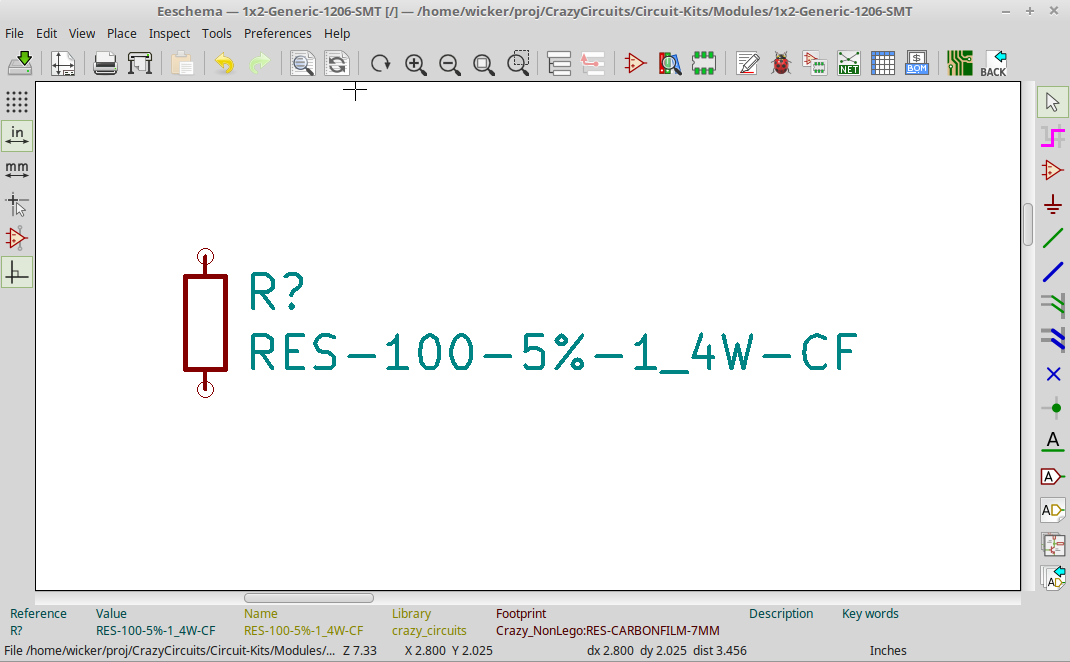 Eeschema — 1x2-Generic-1206-SMT [/] — /home/wicker/proj/CrazyCircuits/Circuit-Kits/Modules/1x2-Generic-1206-SMT
File Edit View Place Inspect Tools Preferences Help
NET
$
BOM
BACK
in
mm
R?
RES-100-5%-1_4W-CF
A
A
AD
AD
Reference Value Name Library Footprint Description Key words
R? RES-100-5%-1_4W-CF RES-100-5%-1_4W-CF crazy_circuits Crazy_NonLego:RES-CARBONFILM-7MM
File /home/wicker/proj/CrazyCircuits/Circuit-Kits/Modules/... Z 7.33 X 2.800 Y 2.025 dx 2.800 dy 2.025 dist 3.456 Inches